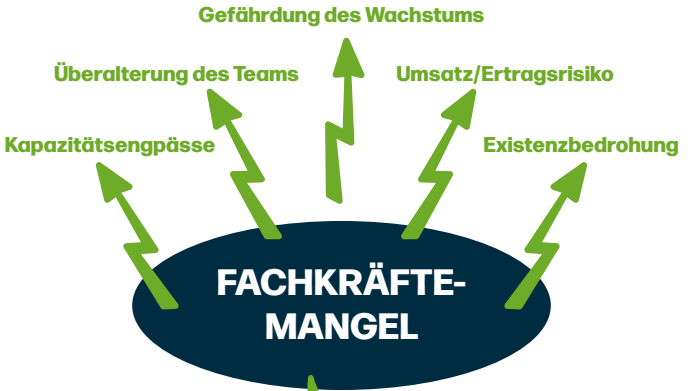 Gefährdung des Wachstums
Überalterung des Teams
Umsatz/Ertragsrisiko
Kapazitätsengpässe
Existenzbedrohung
FACHKRÄFTE-
MANGEL